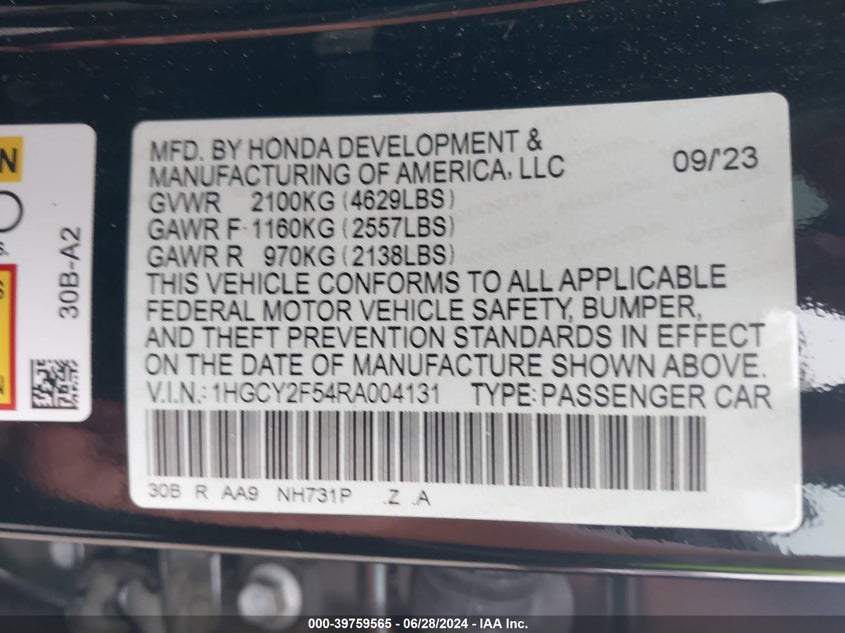 N
S.
30B-A2
S
N
MFD. BY HONDA DEVELOPMENT &
MANUFACTURING OF AMERICA, LLC 09/'23
GVWR 2100KG (4629LBS)
GAWR F 1160KG (2557LBS)
GAWR R 970KG (2138LBS)
THIS VEHICLE CONFORMS TO ALL APPLICABLE
FEDERAL MOTOR VEHICLE SAFETY, BUMPER,
AND THEFT PREVENTION STANDARDS IN EFFECT
ON THE DATE OF MANUFACTURE SHOWN ABOVE.
V.I.N.: 1HGCY2F54RA004131 TYPE: PASSENGER CAR
30B R AA9 NH731P .Z .A
000-39759565 - 06/28/2024 - IAA Inc.